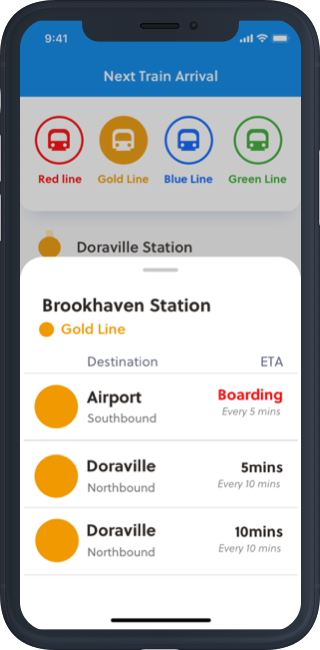 9:41
Next Train Arrival
Red line Gold Line Blue Line Green Line
Doraville Station
Brookhaven Station
Gold Line
Destination ETA
Airport Boarding
Southbound Every 5 mins
Doraville 5mins
Northbound Every 10 mins
Doraville 10mins
Northbound Every 10 mins